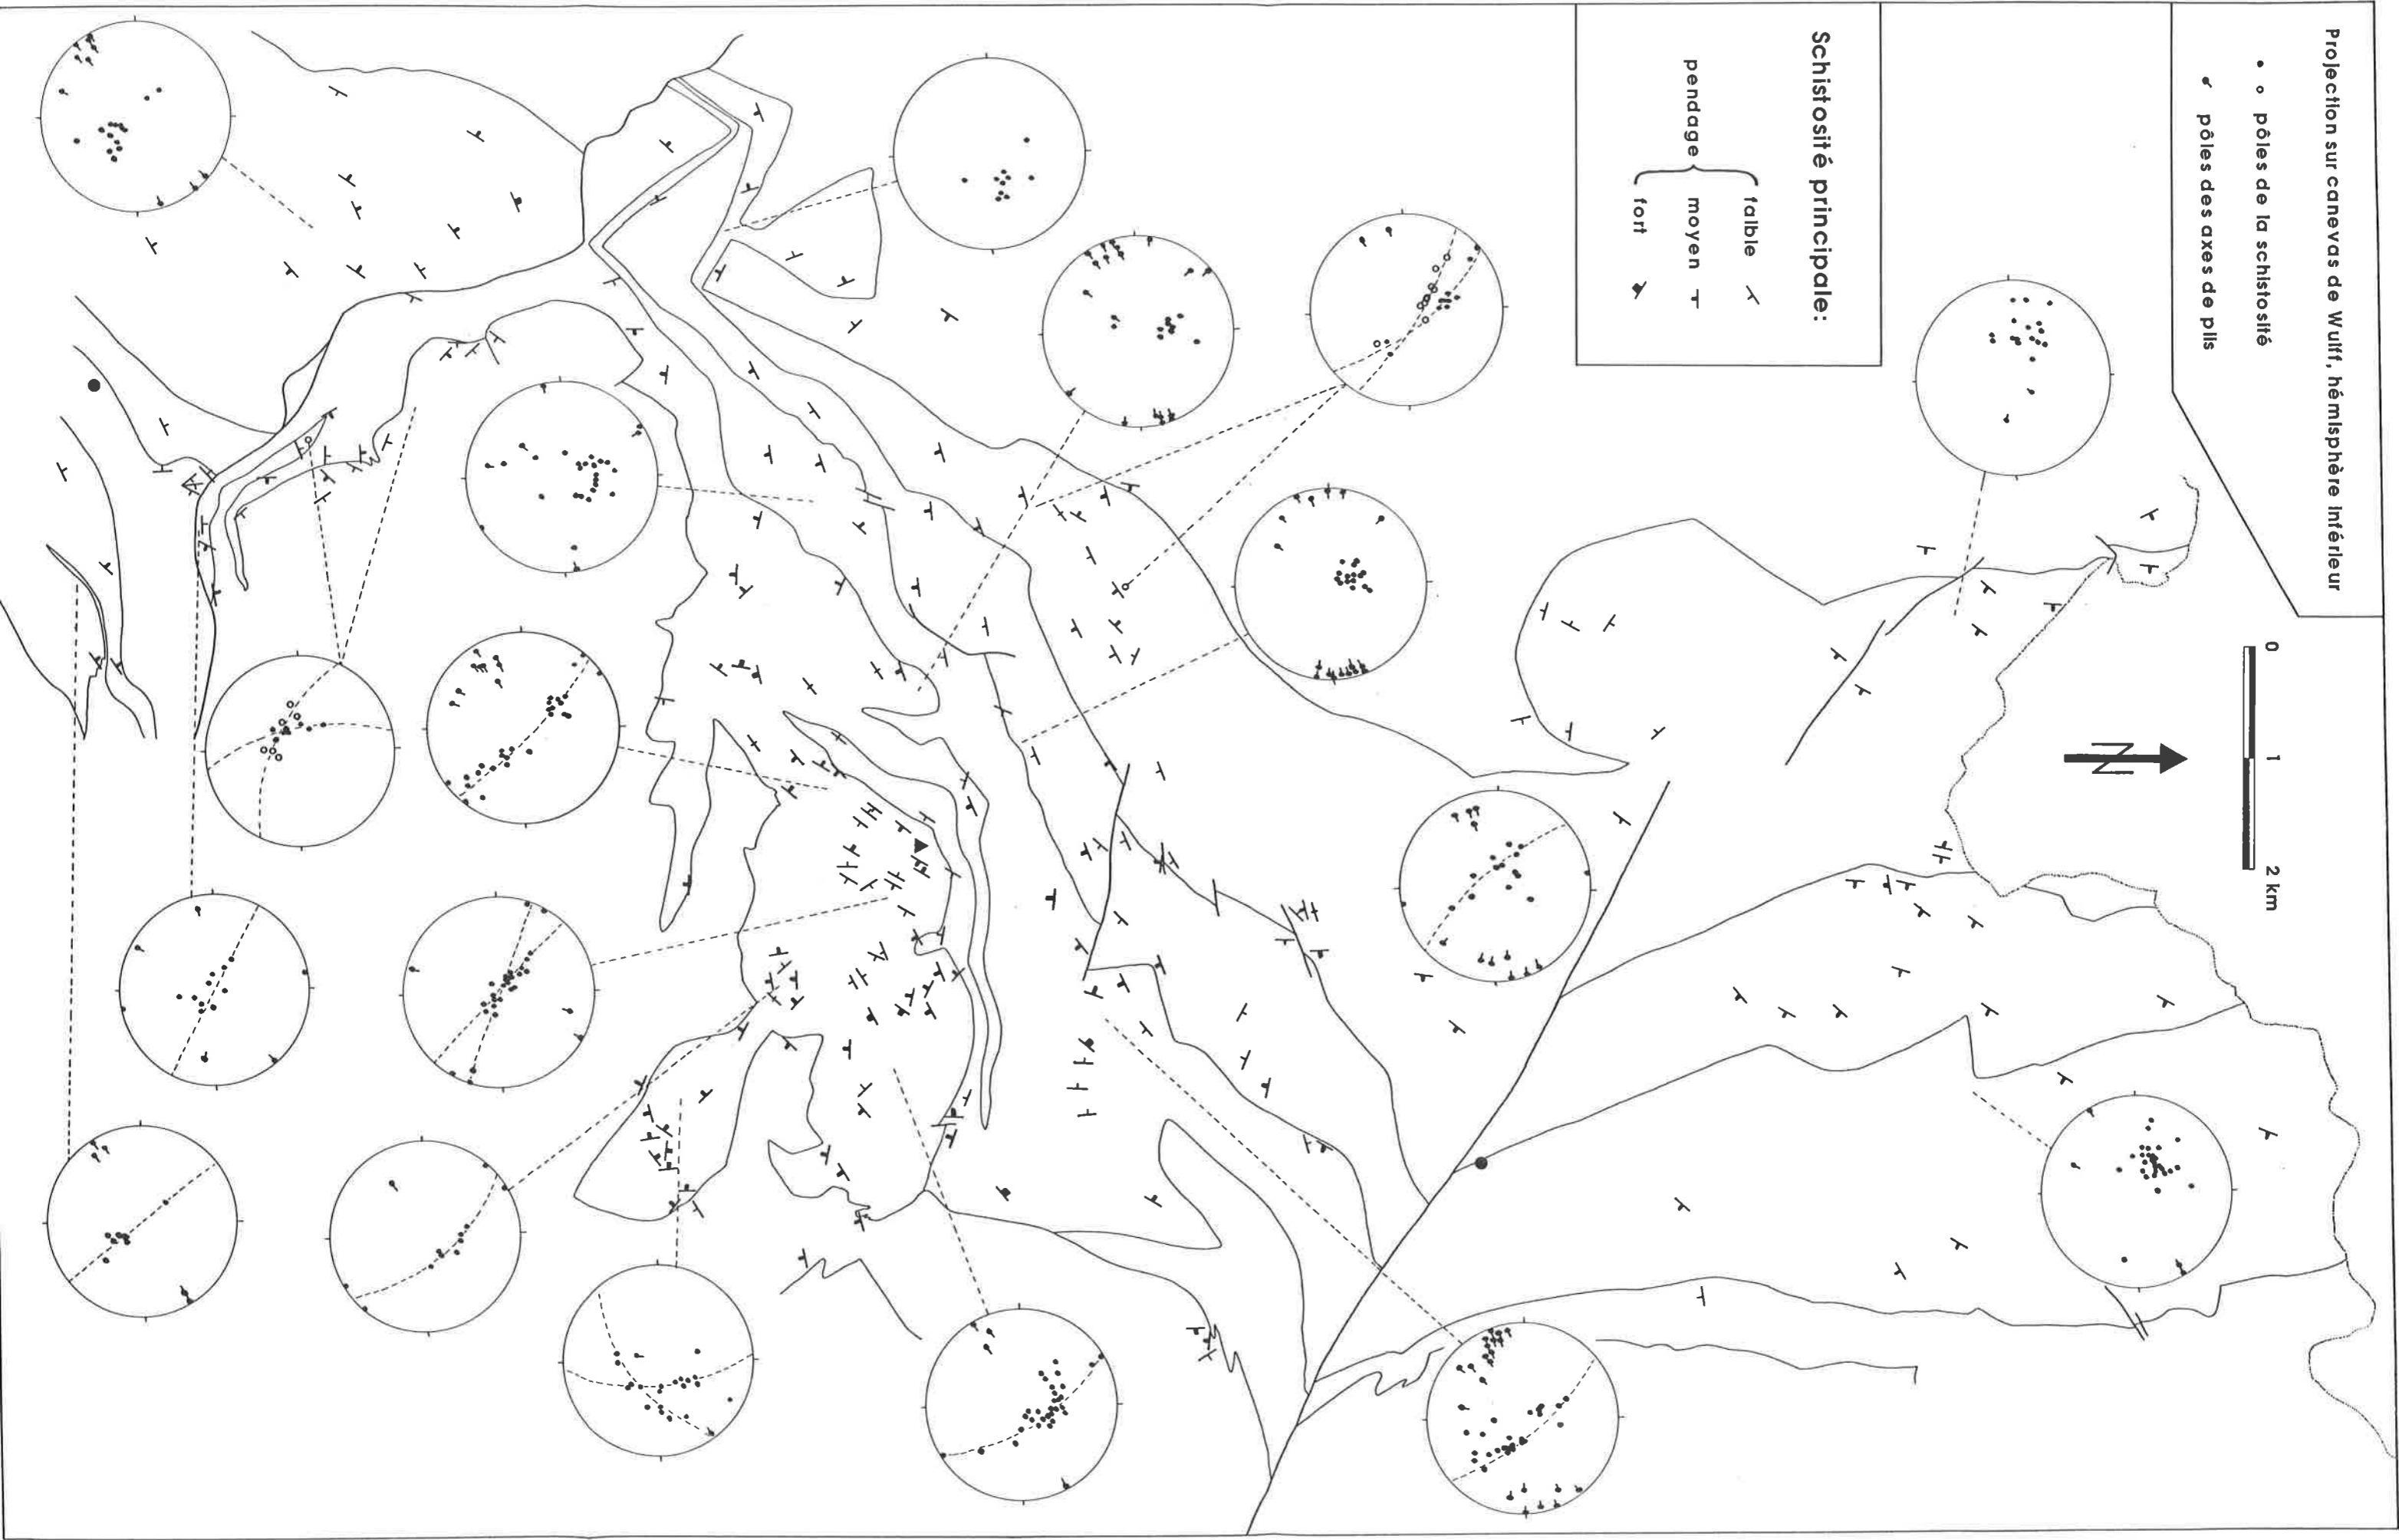 Projection sur canevas de Wulff, hémisphère inférieur
• ∘ pôles de la schistosité
pôles des axes de plis
Schistosité principale:
faible
pendage { moyen
fort
0 1 2 km
N